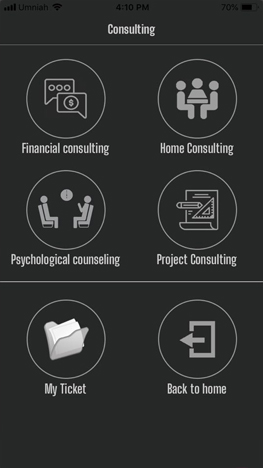 Umniah 4:10 PM 70%
Consulting
Financial consulting Home Consulting
Psychological counseling Project Consulting
My Ticket Back to home